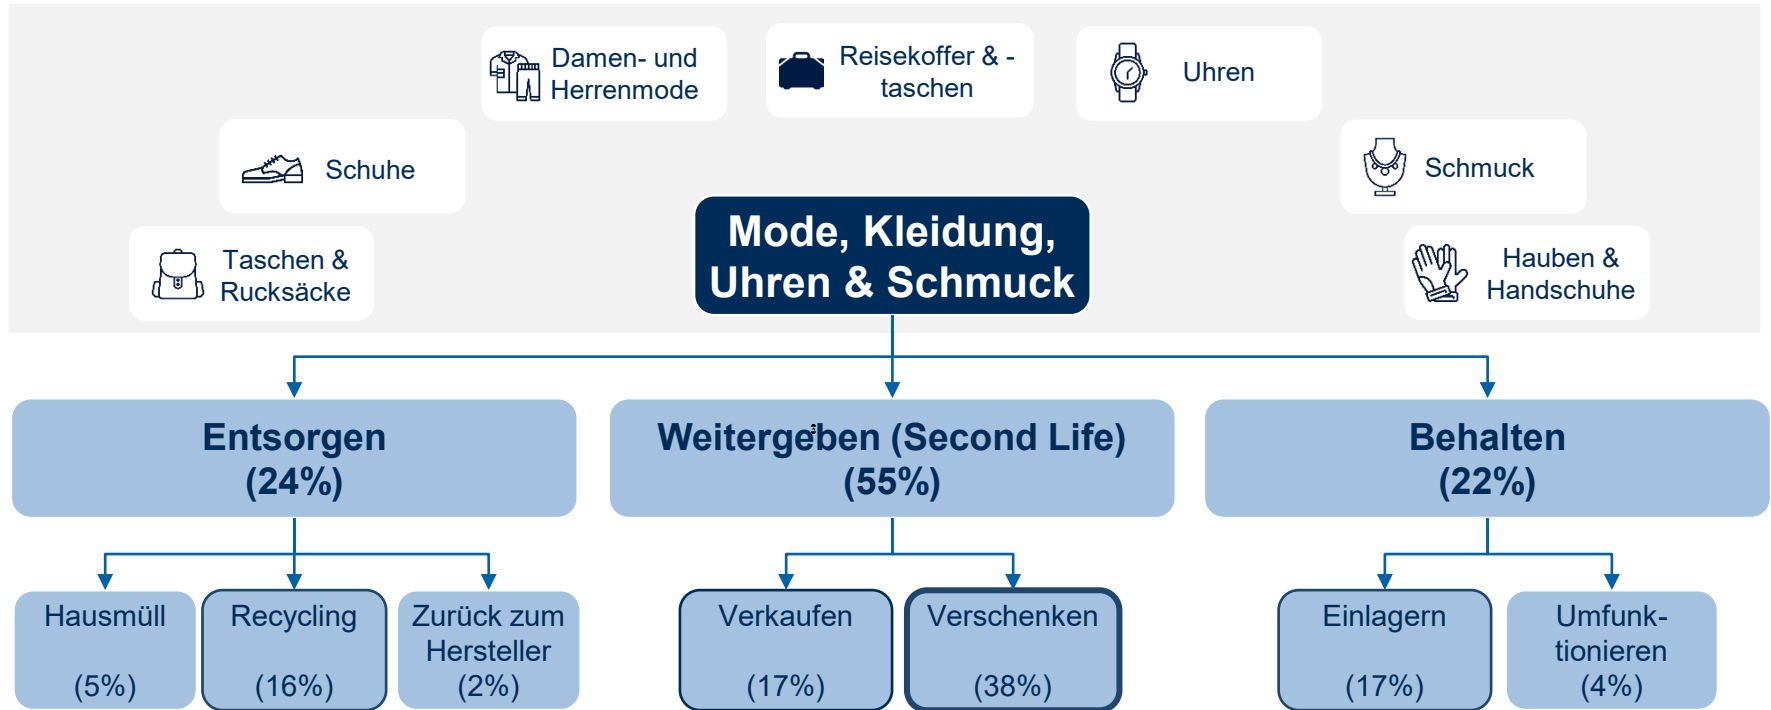 Damen- und
Herrenmode
Reisekoffer & -
taschen
Uhren
Schuhe
Schmuck
Taschen &
Rucksäcke
Mode, Kleidung,
Uhren & Schmuck
Hauben &
Handschuhe
Entsorgen
(24%)
Weitergeben (Second Life)
(55%)
Behalten
(22%)
Hausmüll
(5%)
Recycling
(16%)
Zurück zum
Hersteller
(2%)
Verkaufen
(17%)
Verschenken
(38%)
Einlagern
(17%)
Umfunk-
tionieren
(4%)